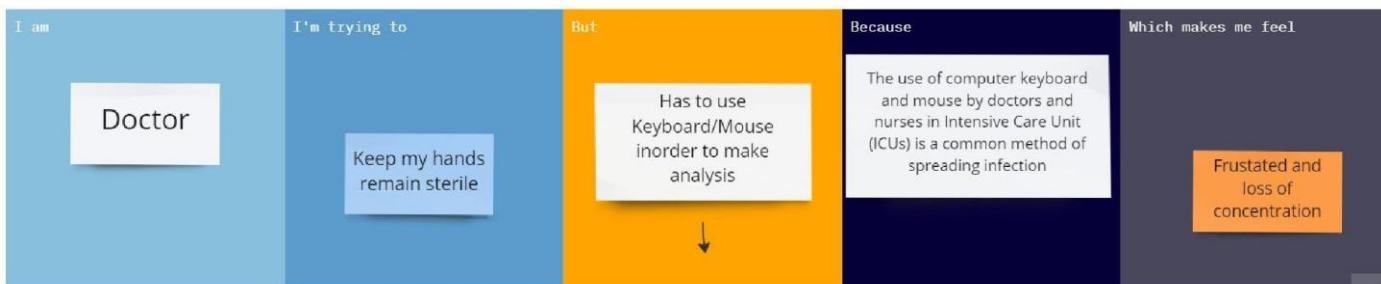 I am
Doctor
I'm trying to
Keep my hands
remain sterile
But
Has to use
Keyboard/Mouse
inorder to make
analysis
Because
The use of computer keyboard
and mouse by doctors and
nurses in Intensive Care Unit
(ICUs) is a common method of
spreading infection
Which makes me feel
Frustated and
loss of
concentration